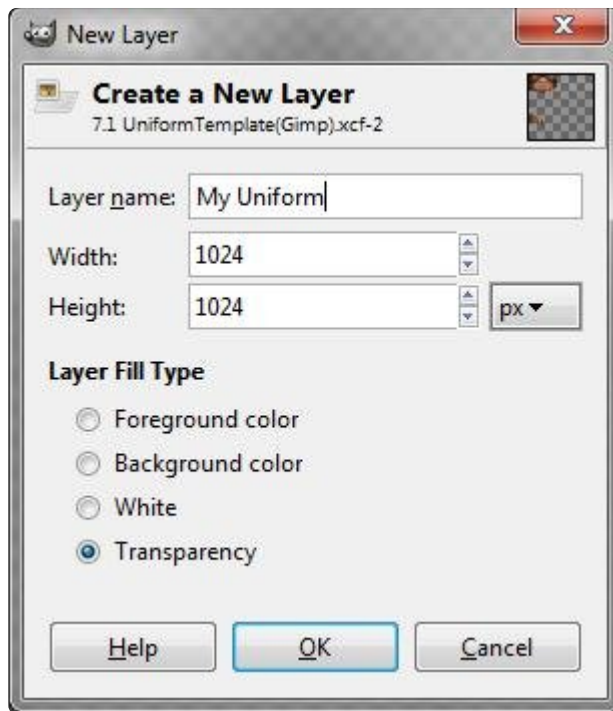 New Layer
Create a New Layer
7.1 UniformTemplate(Gimp).xcf-2
Layer name: My Uniform
Width: 1024
Height: 1024 px
Layer Fill Type
Foreground color
Background color
White
Transparency
Help OK Cancel